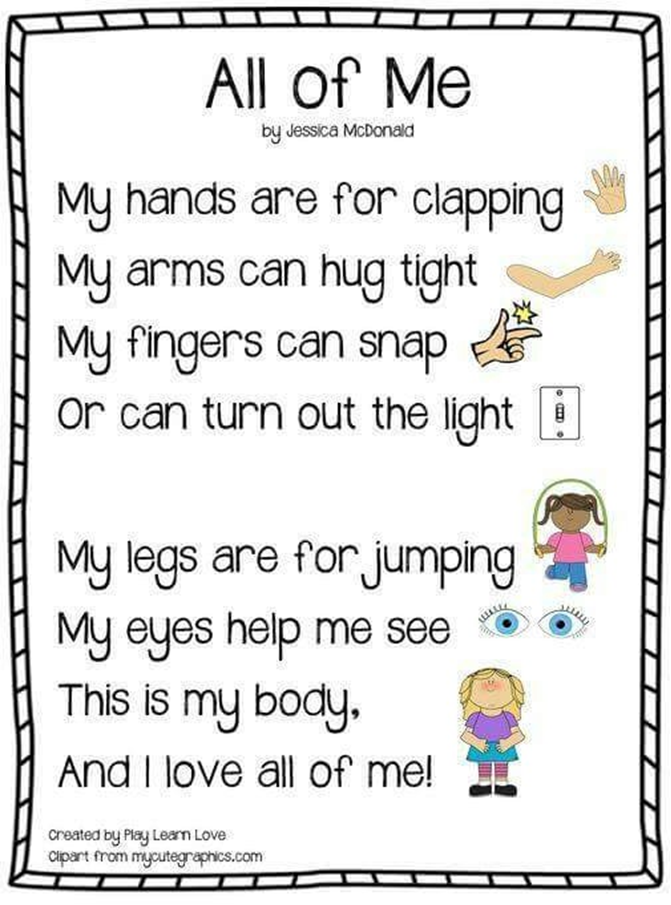 All of Me
by Jessica McDonald
My hands are for clapping
My arms can hug tight
My fingers can snap
Or can turn out the light
My legs are for jumping
My eyes help me see
This is my body,
And I love all of me!
Created by Play Learn Love
Clipart from mycutegraphics.com